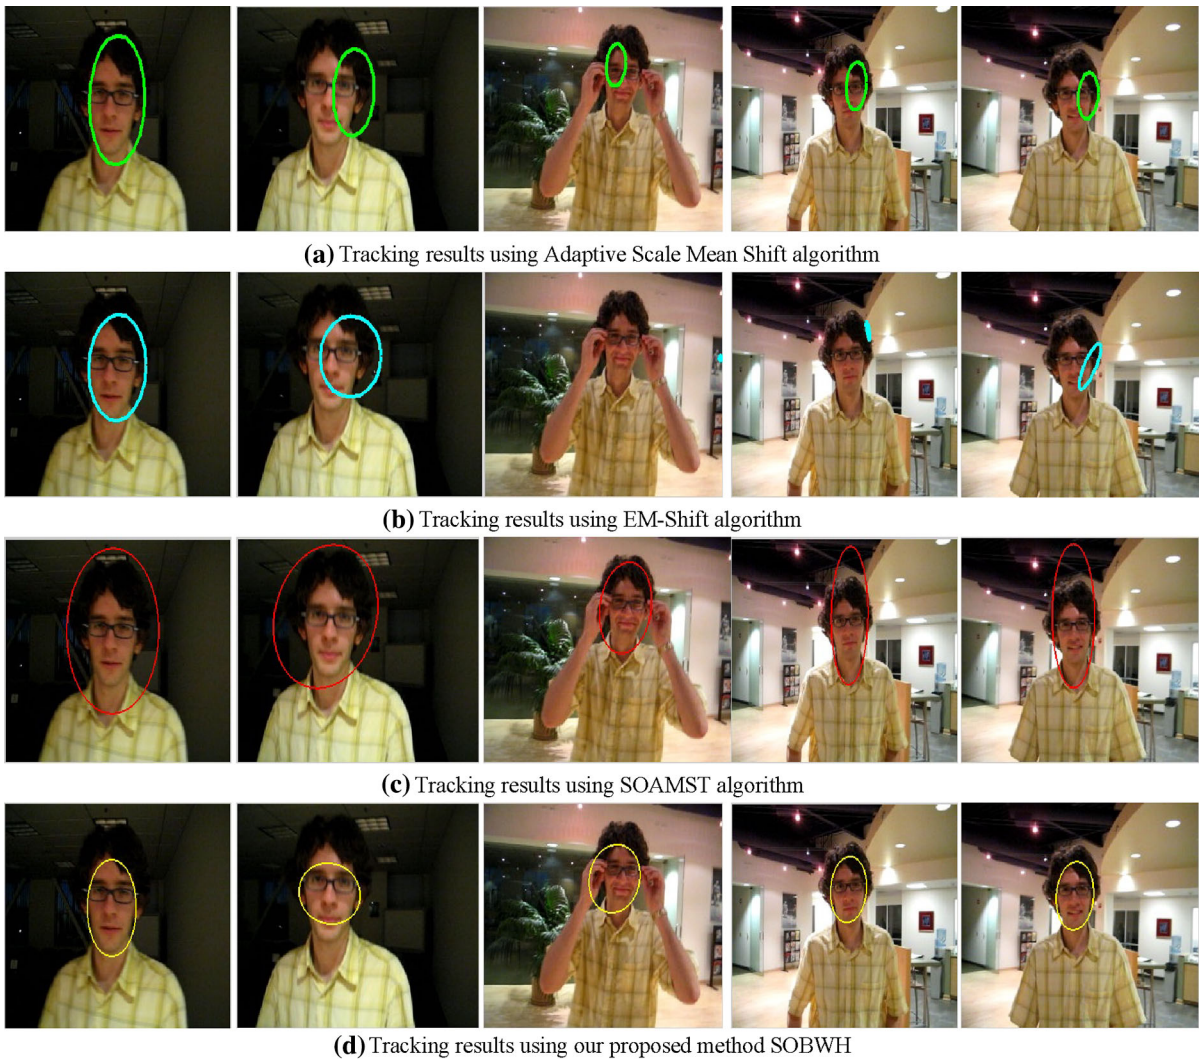 (a) Tracking results using Adaptive Scale Mean Shift algorithm
(b) Tracking results using EM-Shift algorithm
(c) Tracking results using SOAMST algorithm
(d) Tracking results using our proposed method SOBWH